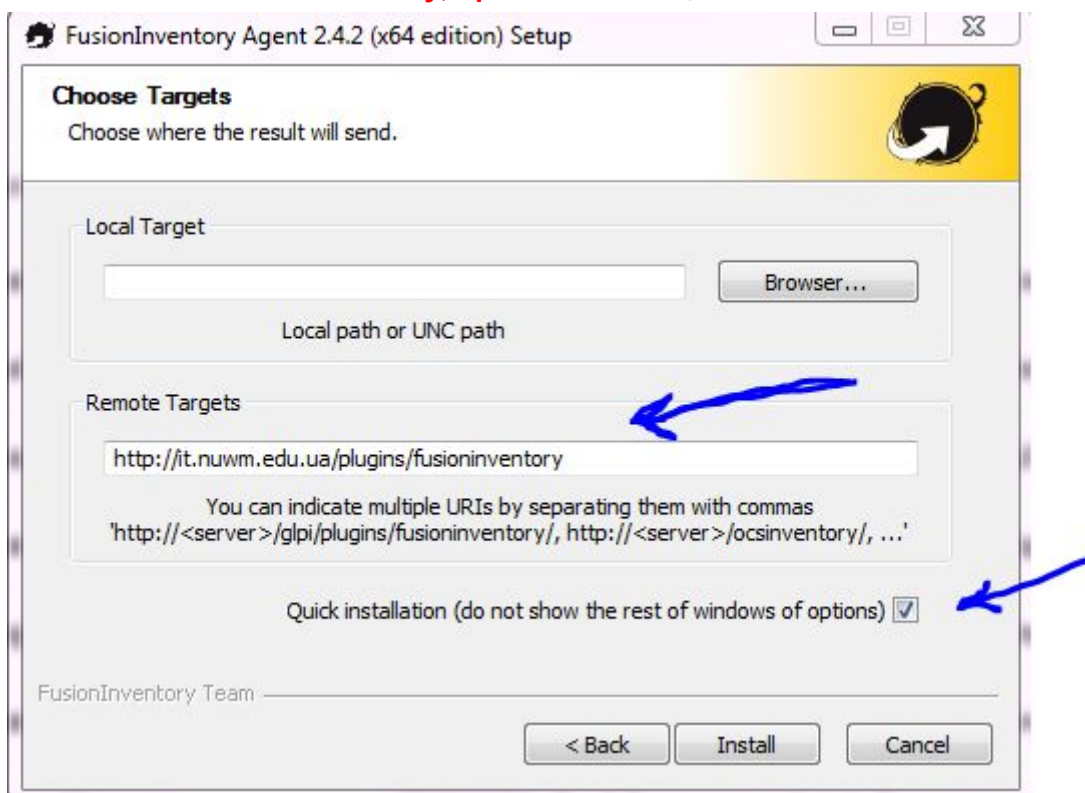 FusionInventory Agent 2.4.2 (x64 edition) Setup
Choose Targets
Choose where the result will send.
Local Target
Browser...
Local path or UNC path
Remote Targets
http://it.nuwm.edu.ua/plugins/fusioninventory
You can indicate multiple URIs by separating them with commas
'http://<server>/glpi/plugins/fusioninventory/, http://<server>/ocsinventory/, ...'
Quick installation (do not show the rest of windows of options)
FusionInventory Team
< Back
Install
Cancel